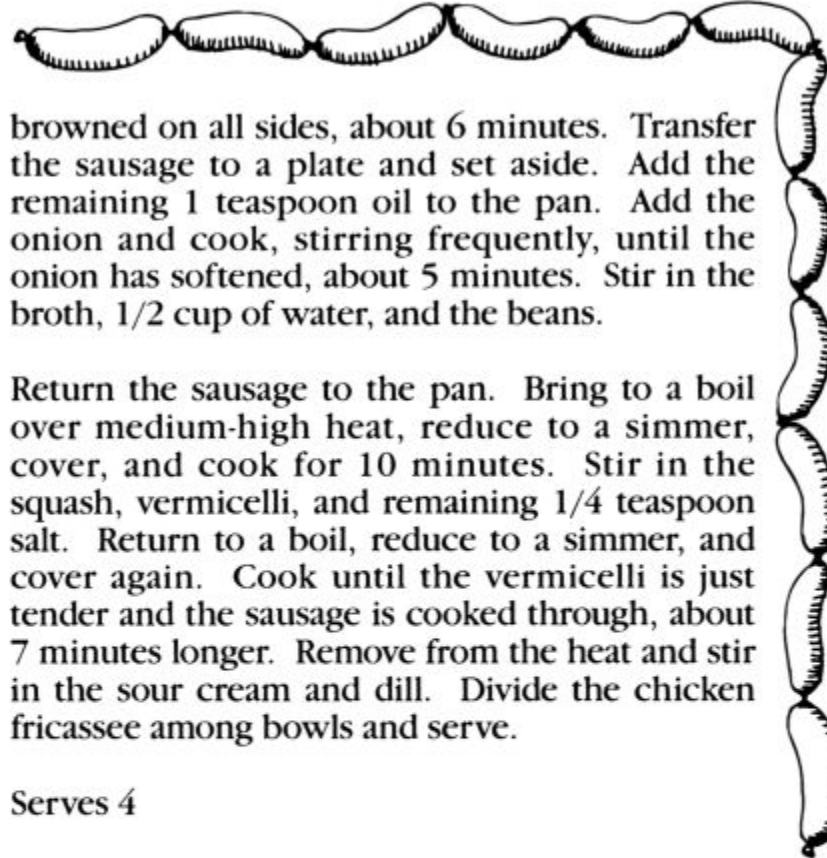 browned on all sides, about 6 minutes. Transfer
the sausage to a plate and set aside. Add the
remaining 1 teaspoon oil to the pan. Add the
onion and cook, stirring frequently, until the
onion has softened, about 5 minutes. Stir in the
broth, 1/2 cup of water, and the beans.
Return the sausage to the pan. Bring to a boil
over medium-high heat, reduce to a simmer,
cover, and cook for 10 minutes. Stir in the
squash, vermicelli, and remaining 1/4 teaspoon
salt. Return to a boil, reduce to a simmer, and
cover again. Cook until the vermicelli is just
tender and the sausage is cooked through, about
7 minutes longer. Remove from the heat and stir
in the sour cream and dill. Divide the chicken
fricassee among bowls and serve.
Serves 4